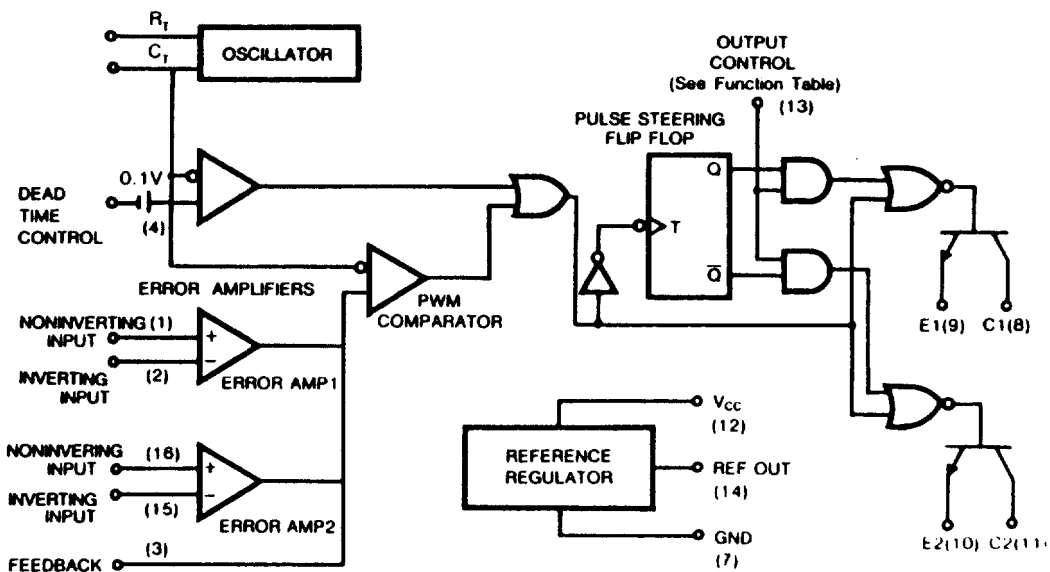 R_T
C_T
OSCILLATOR
OUTPUT
CONTROL
(See Function Table)
(13)
PULSE STEERING
FLIP FLOP
0.1V
DEAD
TIME
CONTROL
(4)
Q
T
Q̅
ERROR AMPLIFIERS
PWM
COMPARATOR
E1(9)
C1(8)
NONINVERTING
INPUT
(1)
+
−
INVERTING
INPUT
(2)
ERROR AMP1
NONINVERING
INPUT
(16)
+
−
INVERTING
INPUT
(15)
ERROR AMP2
FEEDBACK
(3)
REFERENCE
REGULATOR
Vcc
(12)
REF OUT
(14)
GND
(7)
E2(10)
C2(11